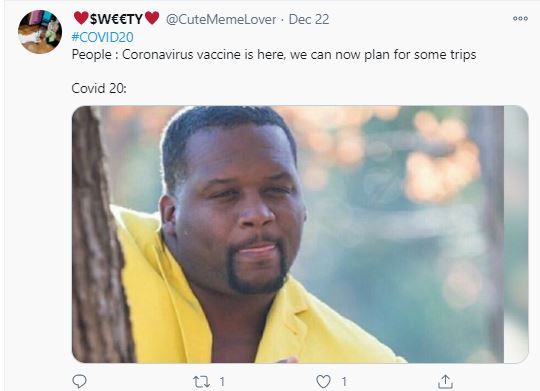 ❤$W€€TY❤ @CuteMemeLover · Dec 22
#COVID20
People : Coronavirus vaccine is here, we can now plan for some trips
Covid 20:
1 1